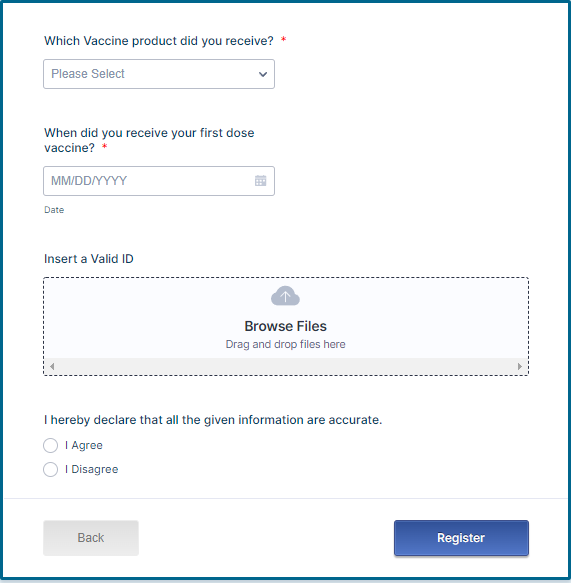 Which Vaccine product did you receive? *
Please Select
When did you receive your first dose
vaccine? *
MM/DD/YYYY
Date
Insert a Valid ID
Browse Files
Drag and drop files here
I hereby declare that all the given information are accurate.
I Agree
I Disagree
Back
Register